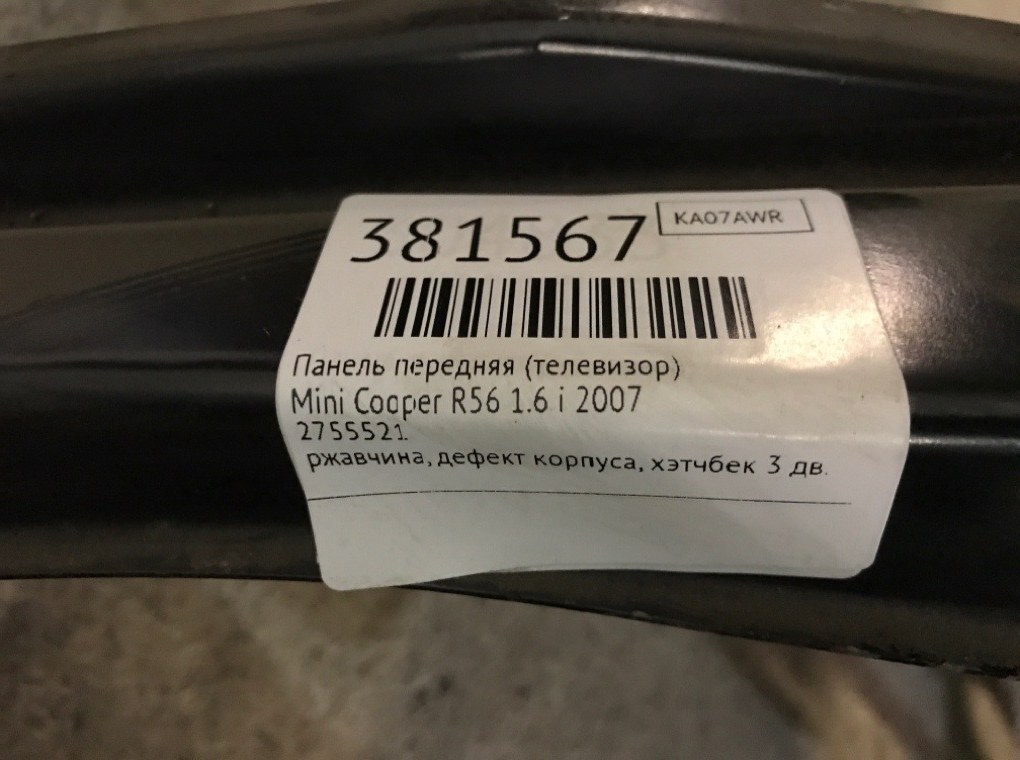 381567
KA07AWR
Панель передняя (телевизор)
Mini Cooper R56 1.6 i 2007
2755521
ржавчина, дефект корпуса, хэтчбек 3 дв.